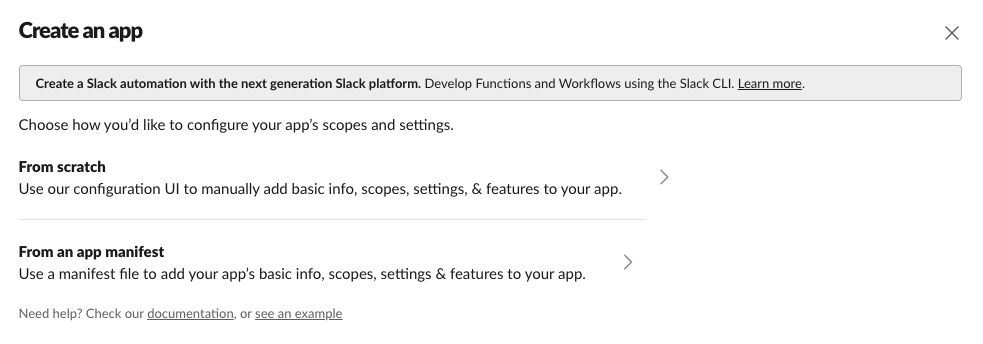 Create an app
Create a Slack automation with the next generation Slack platform. Develop Functions and Workflows using the Slack CLI. Learn more.
Choose how you’d like to configure your app’s scopes and settings.
From scratch
Use our configuration UI to manually add basic info, scopes, settings, & features to your app.
From an app manifest
Use a manifest file to add your app’s basic info, scopes, settings & features to your app.
Need help? Check our documentation, or see an example